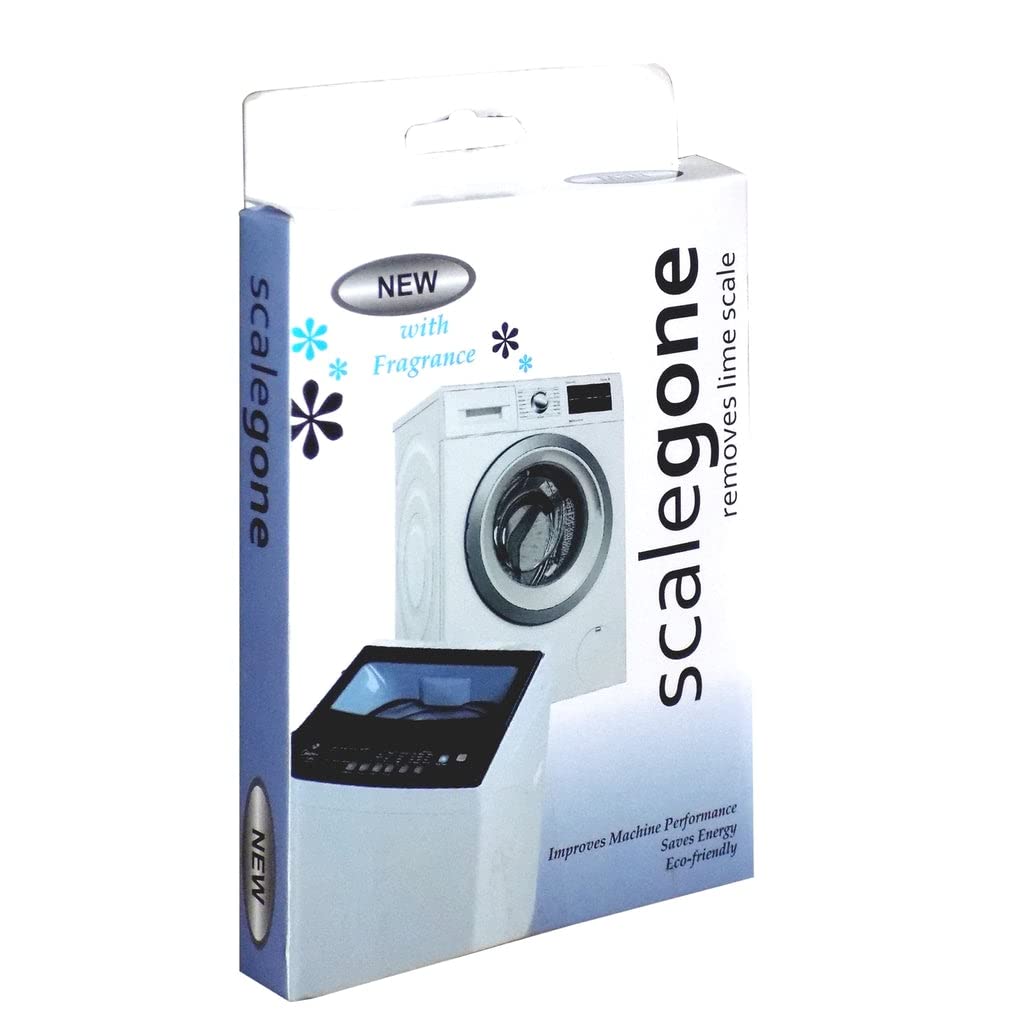 NEW
with
Fragrance
scalegone
removes lime scale
Improves Machine Performance
Saves Energy
Eco-friendly
scalegone
NEW